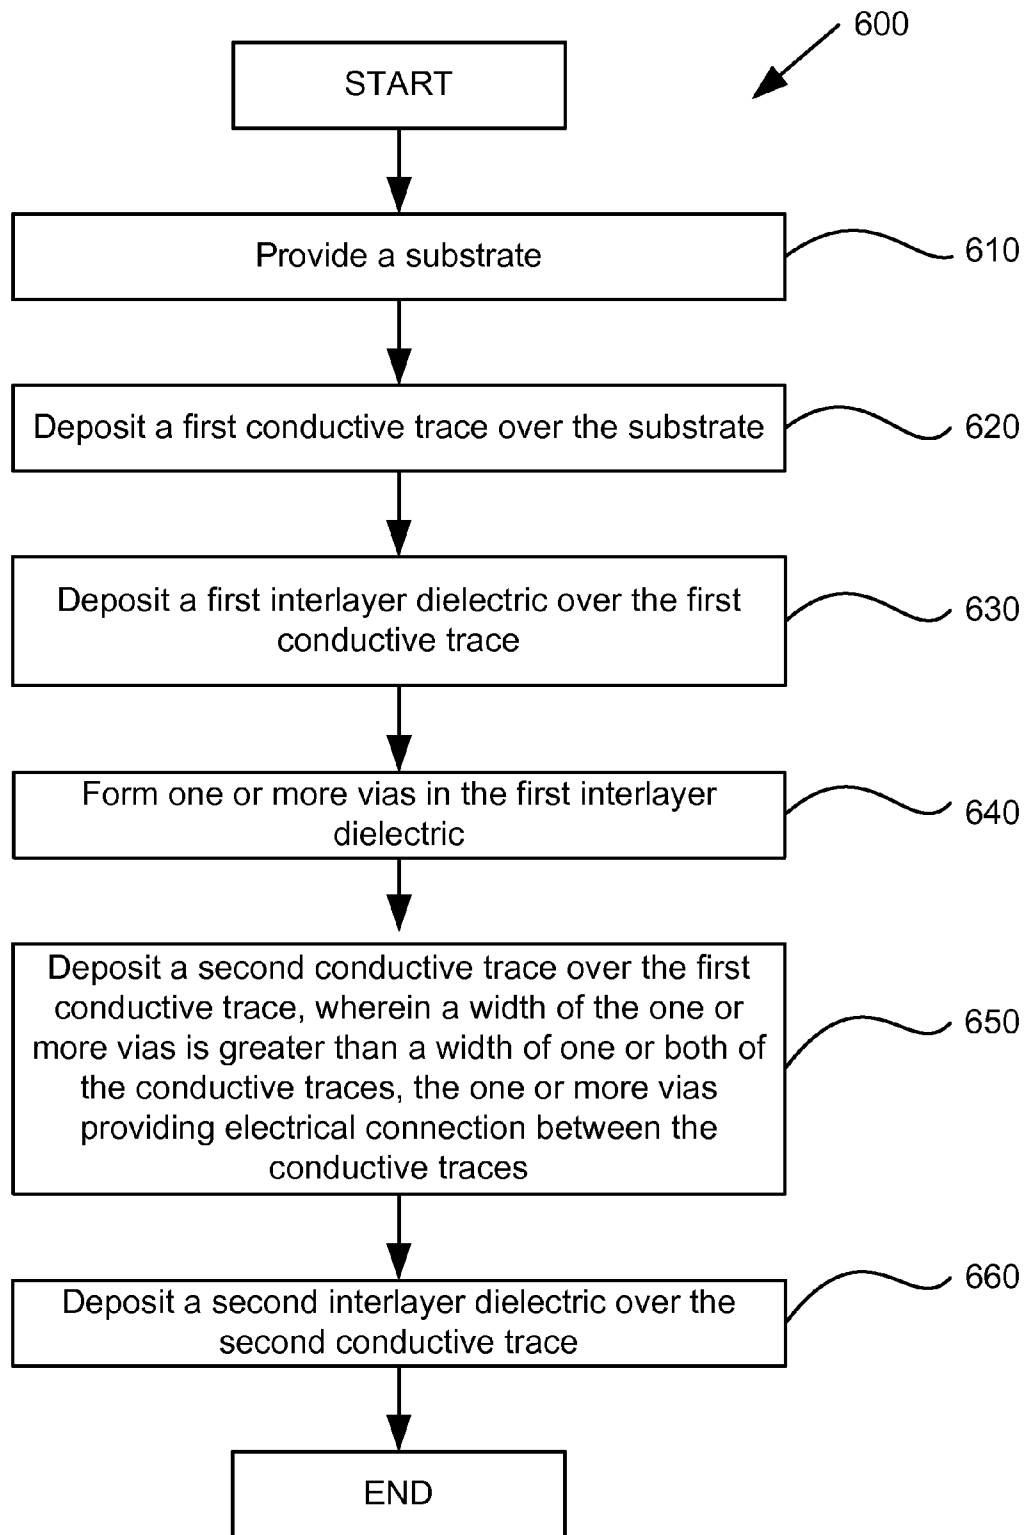 600
START
Provide a substrate
610
Deposit a first conductive trace over the substrate
620
Deposit a first interlayer dielectric over the first
conductive trace
630
Form one or more vias in the first interlayer
dielectric
640
Deposit a second conductive trace over the first
conductive trace, wherein a width of the one or
more vias is greater than a width of one or both of
the conductive traces, the one or more vias
providing electrical connection between the
conductive traces
650
Deposit a second interlayer dielectric over the
second conductive trace
660
END